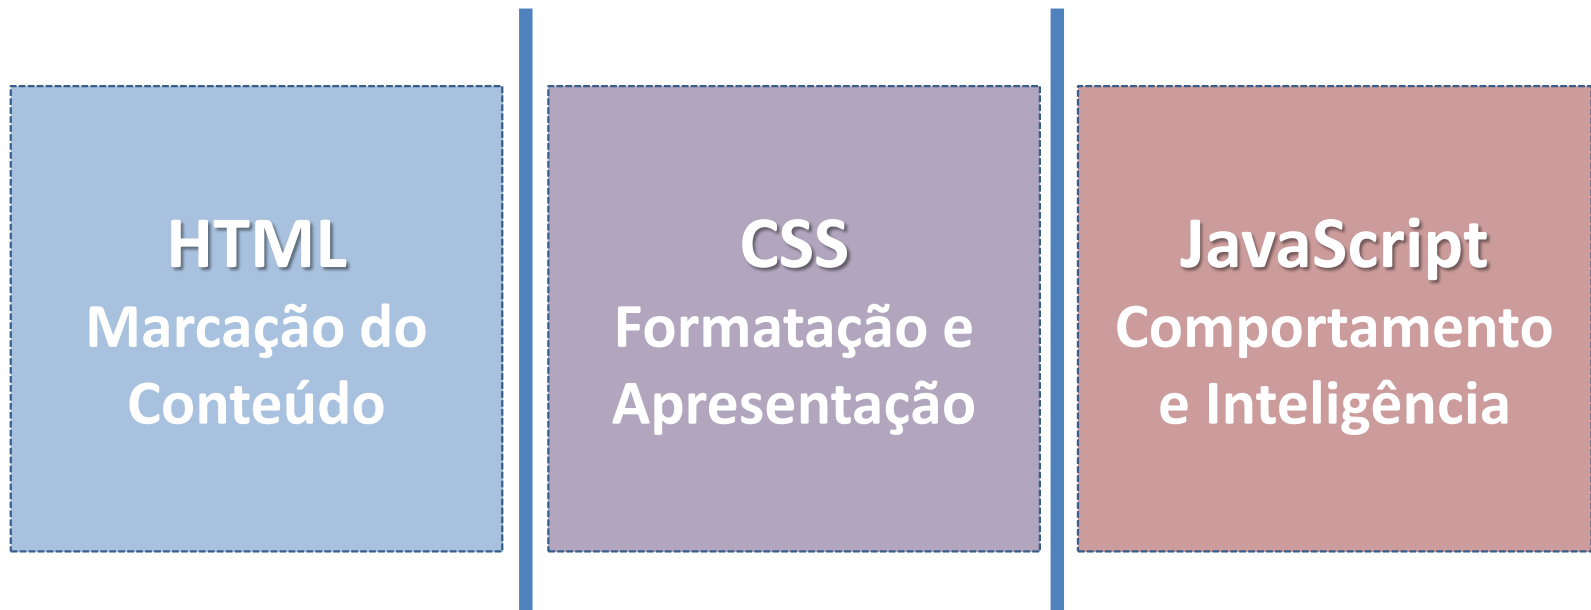 HTML
Marcação do
Conteúdo
CSS
Formatação e
Apresentação
JavaScript
Comportamento
e Inteligência